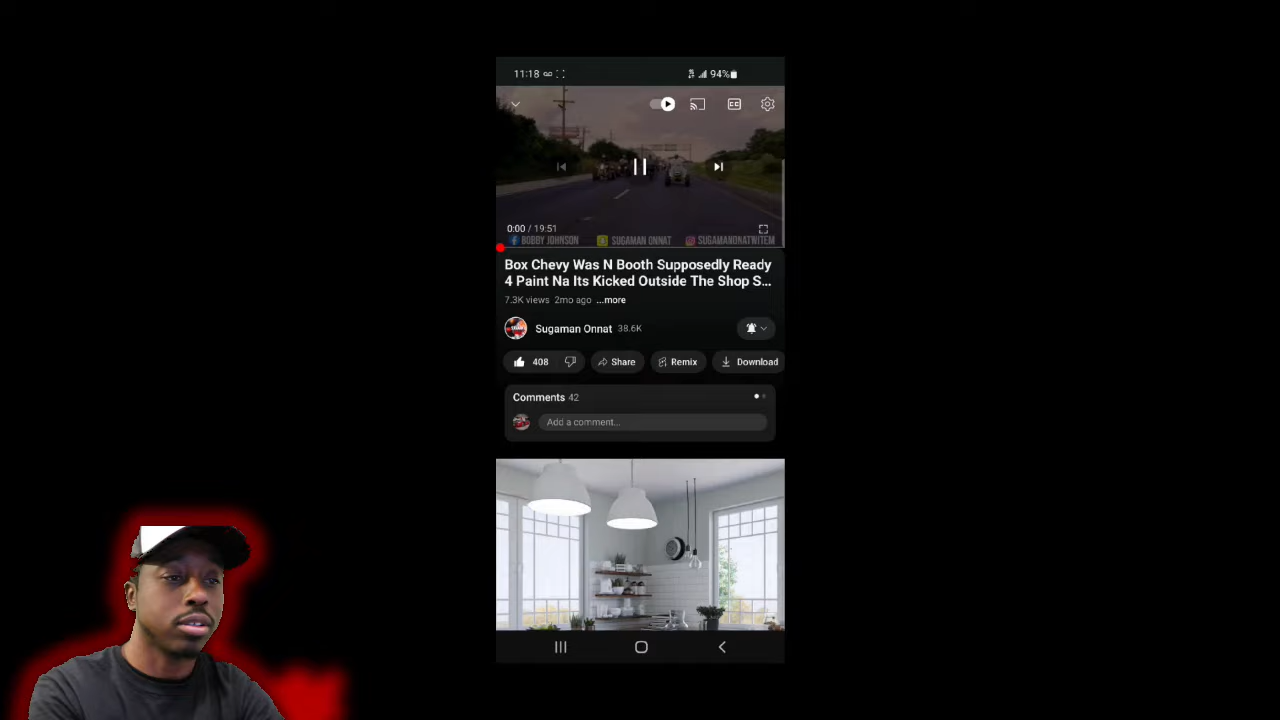 11:18 94%
CC
0:00 / 19:51
BOBBY JOHNSON SUGAMAN ONNAT SUGAMANONNATWITEM
Box Chevy Was N Booth Supposedly Ready
4 Paint Na Its Kicked Outside The Shop S...
7.3K views 2mo ago ...more
Sugaman Onnat 38.6K
408 Share Remix Download
Comments 42
Add a comment...